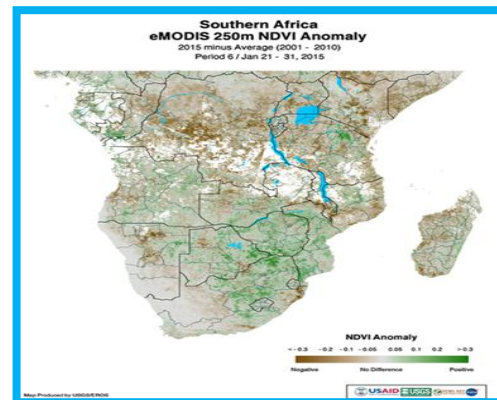 Southern Africa
eMODIS 250m NDVI Anomaly
2015 minus Average (2001 - 2010)
Period 6 / Jan 21 - 31, 2015
NDVI Anomaly
< -0.3 -0.2 -0.1 -0.05 0.05 0.1 0.2 > 0.3
Negative No Difference Positive
Map Produced by USGS/EROS
USAID USGS